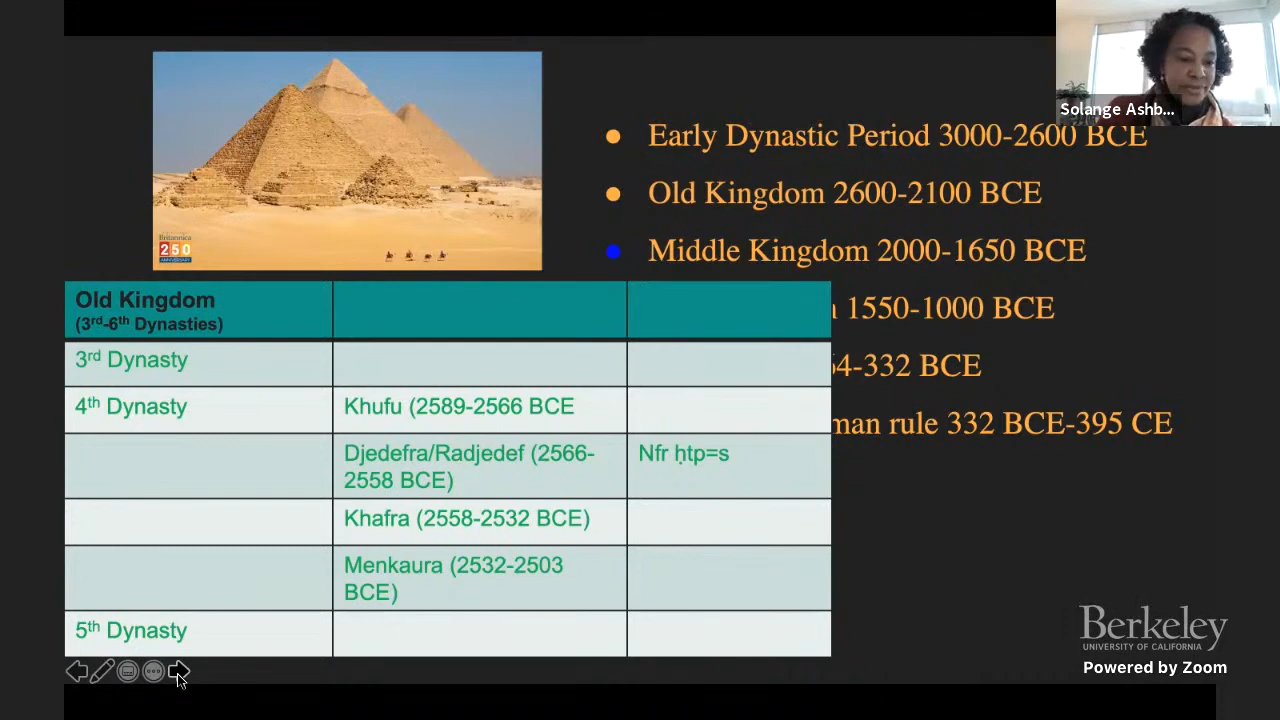 Solange Ashb...
Early Dynastic Period 3000-2600 BCE
Old Kingdom 2600-2100 BCE
Middle Kingdom 2000-1650 BCE
1550-1000 BCE
64-332 BCE
man rule 332 BCE-395 CE
Britannica
250
ANNIVERSARY
Old Kingdom
(3rd-6th Dynasties)
3rd Dynasty
4th Dynasty
Khufu (2589-2566 BCE
Djedefra/Radjedef (2566-
2558 BCE)
Nfr ḥtp=s
Khafra (2558-2532 BCE)
Menkaura (2532-2503
BCE)
5th Dynasty
Berkeley
UNIVERSITY OF CALIFORNIA
Powered by Zoom